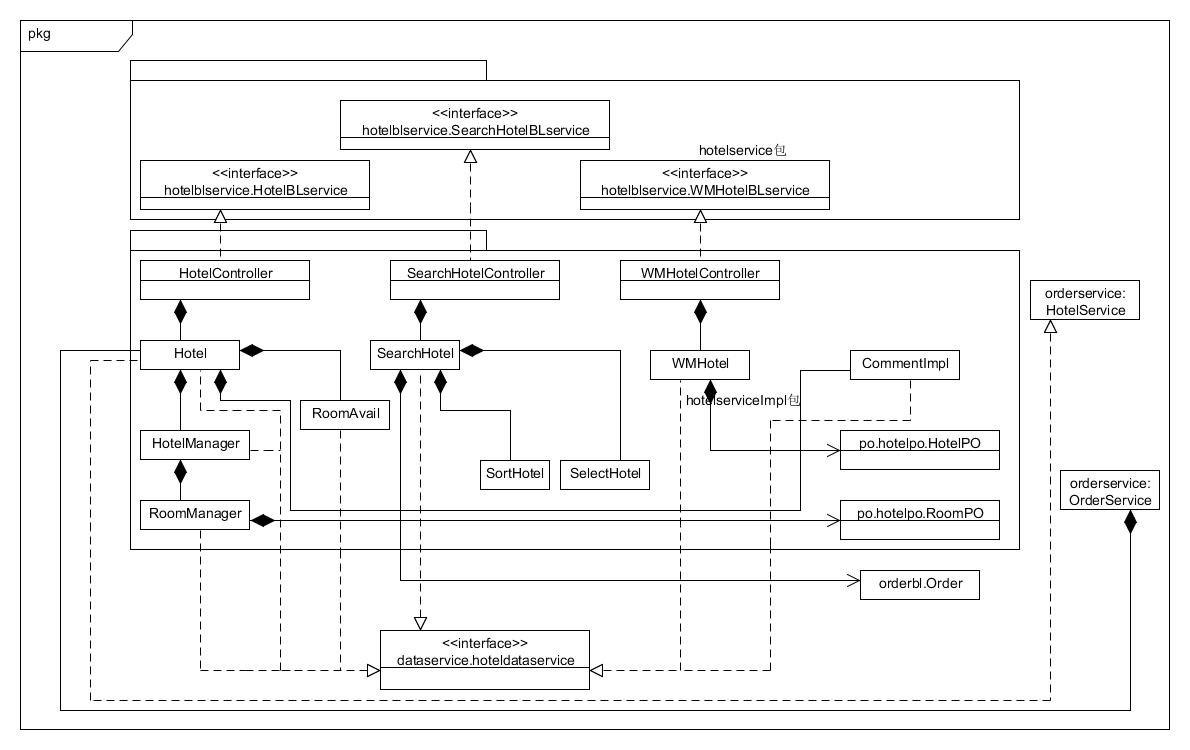 pkg
<<interface>>
hotelblservice.SearchHotelBLservice
hotelservice包
<<interface>>
hotelblservice.HotelBLservice
<<interface>>
hotelblservice.WMHotelBLservice
HotelController
SearchHotelController
WMHotelController
orderservice:
HotelService
Hotel
SearchHotel
WMHotel
CommentImpl
hotelserviceImpl包
RoomAvail
HotelManager
po.hotelpo.HotelPO
SortHotel
SelectHotel
orderservice:
OrderService
RoomManager
po.hotelpo.RoomPO
orderbl.Order
<<interface>>
dataservice.hoteldataservice